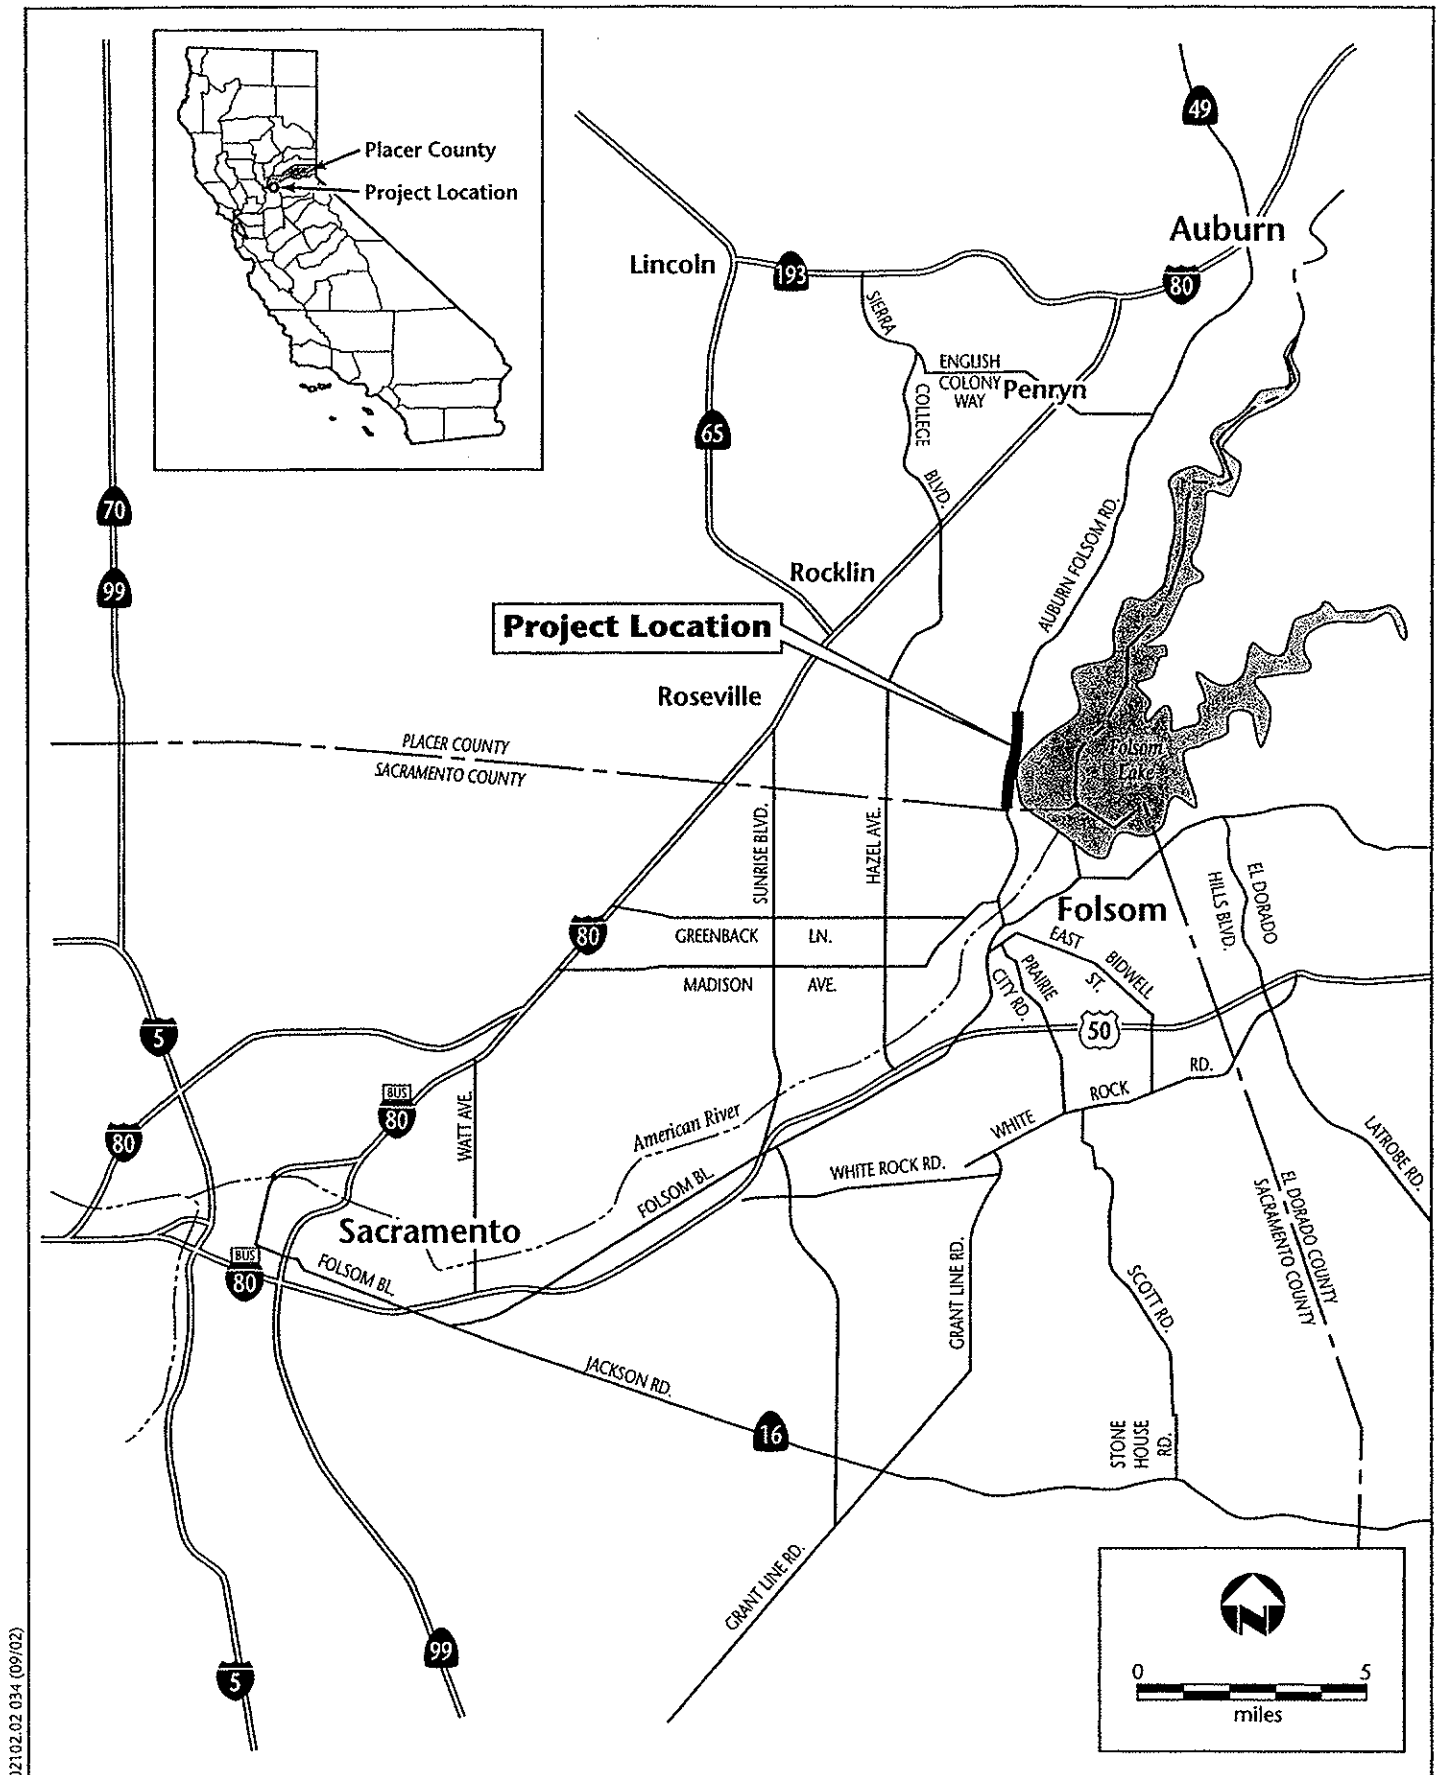 Placer County
Project Location
49
Auburn
Lincoln
193
80
SIERRA
COLLEGE
BLVD.
ENGLISH
COLONY
WAY
Penryn
65
70
99
AUBURN FOLSOM RD.
Rocklin
Project Location
Roseville
PLACER COUNTY
SACRAMENTO COUNTY
Folsom
Lake
SUNRISE BLVD.
HAZEL AVE.
EL DORADO
HILLS BLVD.
Folsom
80
GREENBACK LN.
MADISON AVE.
EAST
BIDWELL
ST.
PRAIRIE
CITY RD.
50
5
BUS
80
80
WATT AVE.
American River
WHITE
ROCK
RD.
WHITE ROCK RD.
FOLSOM BL.
LATROBE RD.
EL DORADO COUNTY
SACRAMENTO COUNTY
Sacramento
BUS
80
FOLSOM BL.
GRANT LINE RD.
SCOTT RD.
JACKSON RD.
16
STONE
HOUSE
RD.
GRANT LINE RD.
99
5
N
0 5
miles
02102.02 034 (09/02)